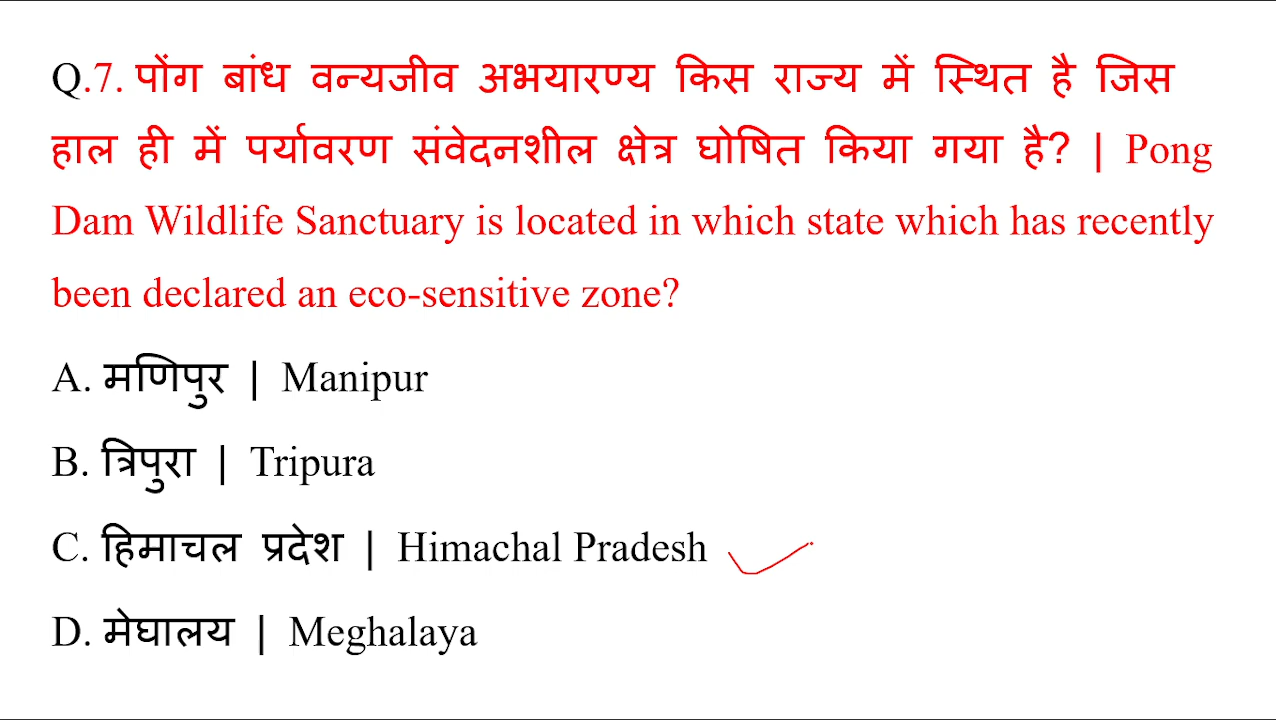 Q.7. पोंग बांध वन्यजीव अभयारण्य किस राज्य में स्थित है जिस
हाल ही में पर्यावरण संवेदनशील क्षेत्र घोषित किया गया है? | Pong
Dam Wildlife Sanctuary is located in which state which has recently
been declared an eco-sensitive zone?
A. मणिपुर | Manipur
B. त्रिपुरा | Tripura
C. हिमाचल प्रदेश | Himachal Pradesh
D. मेघालय | Meghalaya